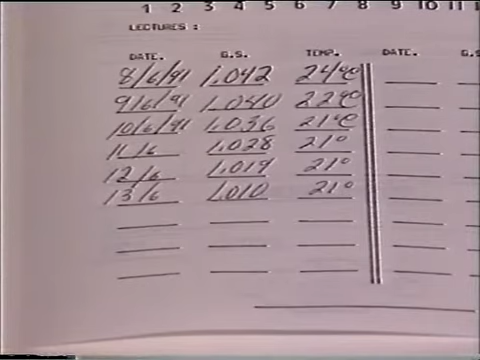 1 2 3 4 5 6 7 8 9 10 11
LECTURES :
DATE. G.S. TEMP. DATE. G.S
8/6/91 1.042 24°C
9/6/91 1.040 22°C
10/6/91 1.036 21°C
11/6 1.028 21°
12/6 1.019 21°
13/6 1.010 21°